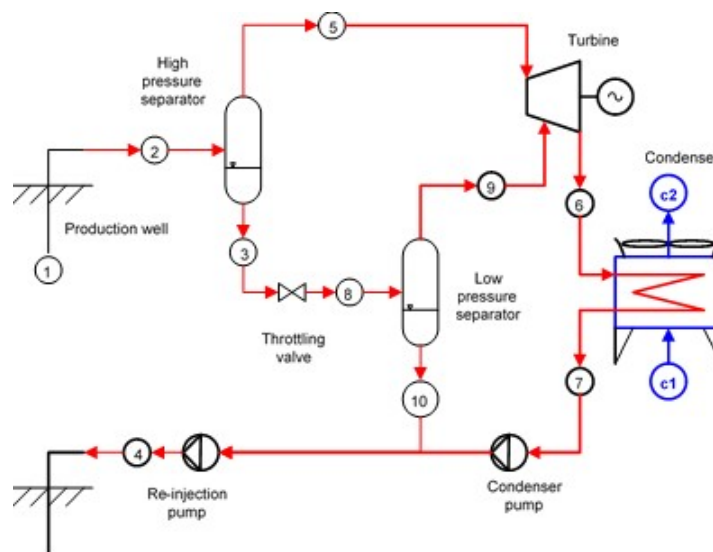 5
Turbine
High
pressure
separator
2
Condense
c2
9
6
Production well
1
3
8
Low
pressure
separator
Throttling
valve
10
7
c1
4
Re-injection
pump
Condenser
pump